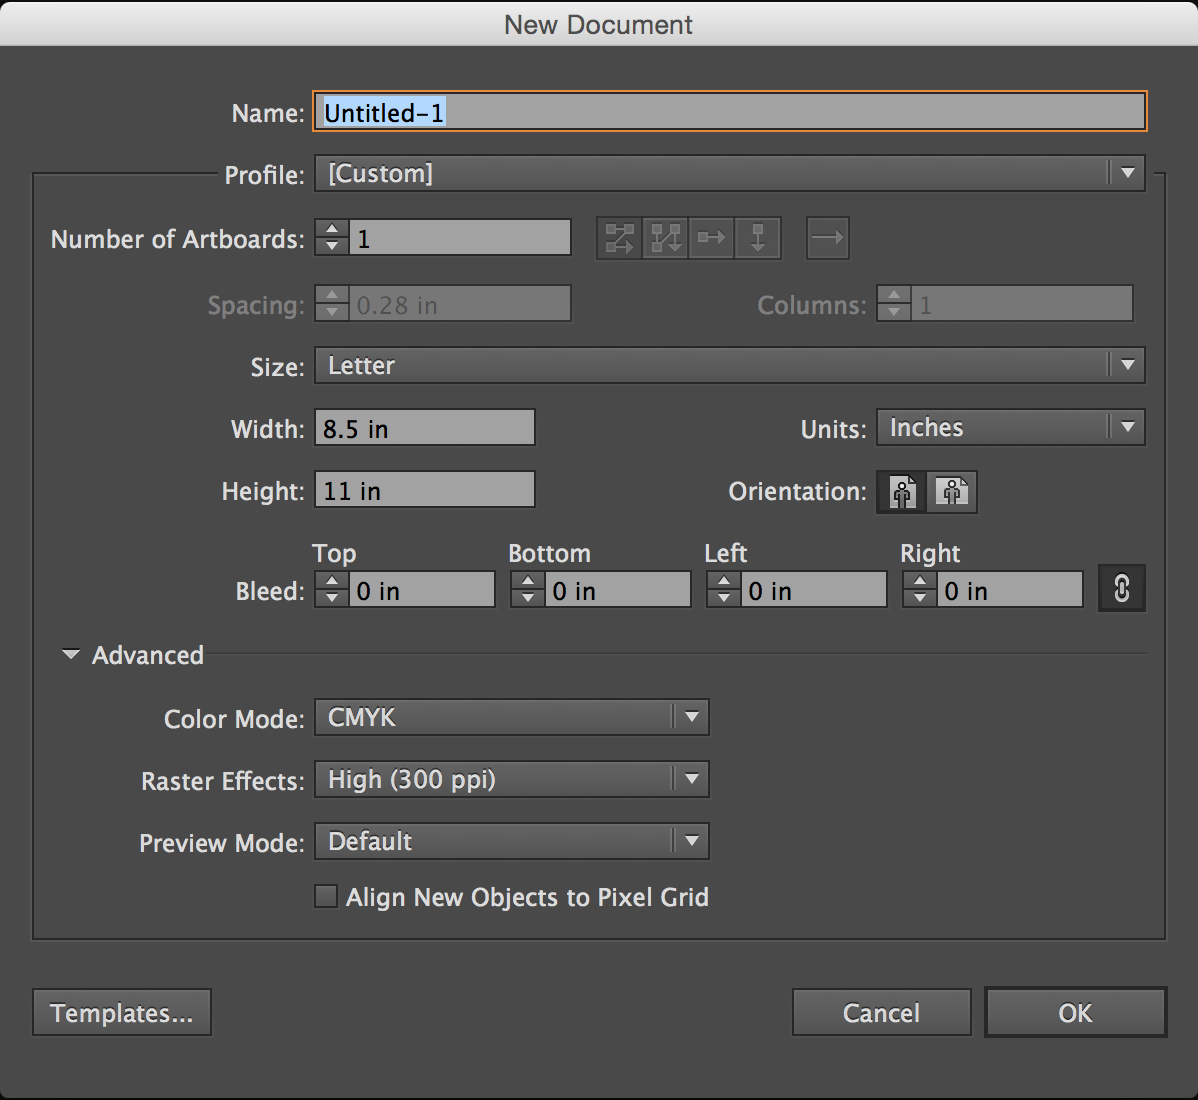 New Document
Name: Untitled-1
Profile: [Custom]
Number of Artboards: 1
Spacing: 0.28 in Columns: 1
Size: Letter
Width: 8.5 in Units: Inches
Height: 11 in Orientation:
Top Bottom Left Right
Bleed: 0 in 0 in 0 in 0 in
Advanced
Color Mode: CMYK
Raster Effects: High (300 ppi)
Preview Mode: Default
Align New Objects to Pixel Grid
Templates... Cancel OK